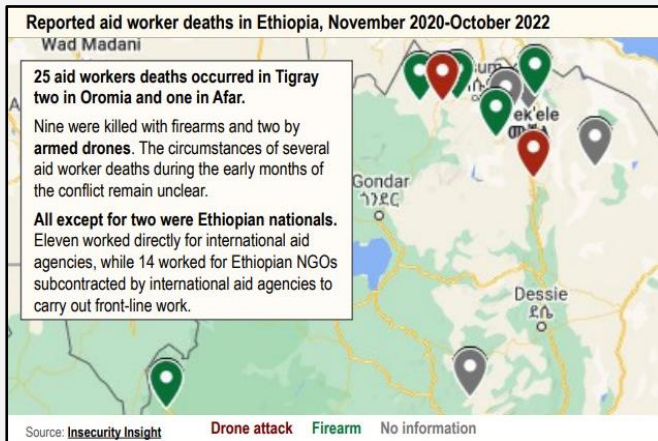 Reported aid worker deaths in Ethiopia, November 2020-October 2022
Wad Madani
25 aid workers deaths occurred in Tigray
two in Oromia and one in Afar.
Nine were killed with firearms and two by
armed drones. The circumstances of several
aid worker deaths during the early months of
the conflict remain unclear.
All except for two were Ethiopian nationals.
Eleven worked directly for international aid
agencies, while 14 worked for Ethiopian NGOs
subcontracted by international aid agencies to
carry out front-line work.
sum
ek'ele
Gondar
ጎንደር
Dessie
ደሴ
Source: Insecurity Insight
Drone attack Firearm No information